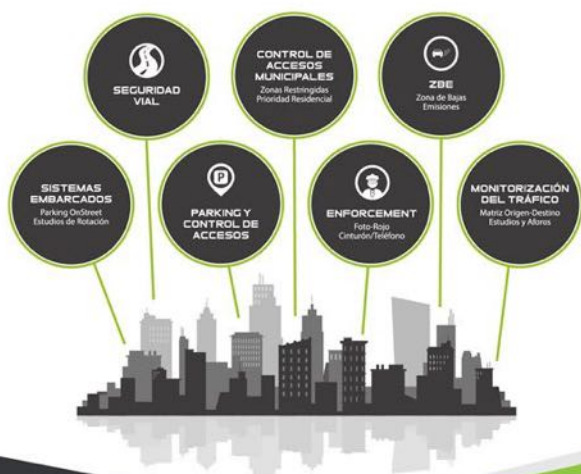 SEGURIDAD
VIAL
CONTROL DE
ACCESOS
MUNICIPALES
Zonas Restringidas
Prioridad Residencial
ZBE
Zona de Bajas
Emisiones
SISTEMAS
EMBARCADOS
Parking OnStreet
Estudios de Rotación
P
PARKING Y
CONTROL DE
ACCESOS
ENFORCEMENT
Foto-Rojo
Cinturón/Teléfono
MONITORIZACIÓN
DEL TRÁFICO
Matriz Origen-Destino
Estudios y Aforos